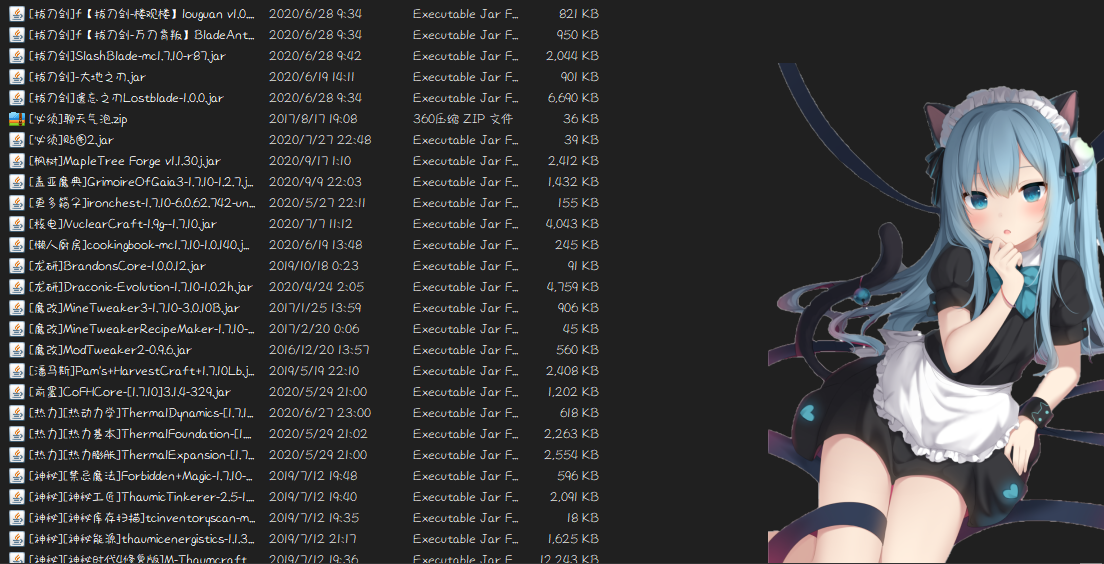 [拔刀剑]f【拔刀剑-楼观楼】louguan v1.0.... 2020/6/28 9:34 Executable Jar F... 821 KB
[拔刀剑]f【拔刀剑-万刀亵叛】BladeAnt... 2020/6/28 9:34 Executable Jar F... 950 KB
[拔刀剑]SlashBlade-mc1.7.10-r87.jar 2020/6/28 9:42 Executable Jar F... 2,044 KB
[拔刀剑]-大地之刃.jar 2020/6/19 14:11 Executable Jar F... 901 KB
[拔刀剑]遗忘之刃Lostblade-1.0.0.jar 2020/6/28 9:34 Executable Jar F... 6,690 KB
[必须]聊天气泡.zip 2017/8/17 19:08 360压缩 ZIP 文件 36 KB
[必须]贴图2.jar 2020/7/27 22:48 Executable Jar F... 39 KB
[枫树]MapleTree Forge v1.1.30j.jar 2020/9/17 1:10 Executable Jar F... 2,412 KB
[盖亚魔典]GrimoireOfGaia3-1.7.10-1.2.7.j... 2020/9/9 22:03 Executable Jar F... 1,432 KB
[更多箱子]ironchest-1.7.10-6.0.62.742-un... 2020/5/27 22:11 Executable Jar F... 155 KB
[核电]NuclearCraft-1.9g--1.7.10.jar 2020/7/7 11:12 Executable Jar F... 4,043 KB
[懒人厨房]cookingbook-mc1.7.10-1.0.140.j... 2020/6/19 13:48 Executable Jar F... 245 KB
[龙研]BrandonsCore-1.0.0.12.jar 2019/10/18 0:23 Executable Jar F... 91 KB
[龙研]Draconic-Evolution-1.7.10-1.0.2h.jar 2020/4/24 2:05 Executable Jar F... 4,759 KB
[魔改]MineTweaker3-1.7.10-3.0.10B.jar 2017/1/25 13:59 Executable Jar F... 906 KB
[魔改]MineTweakerRecipeMaker-1.7.10-... 2017/2/20 0:06 Executable Jar F... 45 KB
[魔改]ModTweaker2-0.9.6.jar 2016/12/20 13:57 Executable Jar F... 560 KB
[潘马斯]Pam's+HarvestCraft+1.7.10Lb.j... 2019/5/19 22:10 Executable Jar F... 2,408 KB
[前置]CoFHCore-[1.7.10]3.1.4-329.jar 2020/5/29 21:00 Executable Jar F... 1,202 KB
[热力][热动力学]ThermalDynamics-[1.7.1... 2020/6/27 23:00 Executable Jar F... 618 KB
[热力][热力基本]ThermalFoundation-[1.... 2020/5/29 21:02 Executable Jar F... 2,263 KB
[热力][热力膨胀]ThermalExpansion-[1.7... 2020/5/29 21:00 Executable Jar F... 2,554 KB
[神秘][禁忌魔法]Forbidden+Magic-1.7.10-... 2019/7/12 19:48 Executable Jar F... 596 KB
[神秘][神秘工匠]ThaumicTinkerer-2.5-1.... 2019/7/12 19:40 Executable Jar F... 2,091 KB
[神秘][神秘库存扫描]tcinventoryscan-m... 2019/7/12 19:35 Executable Jar F... 18 KB
[神秘][神秘能源]thaumicenergistics-1.1.3.... 2019/7/12 21:17 Executable Jar F... 1,625 KB
[神秘][神秘时代4修复版]M-Thaumcraft... 2019/7/12 19:36 Executable Jar F... 12,243 KB